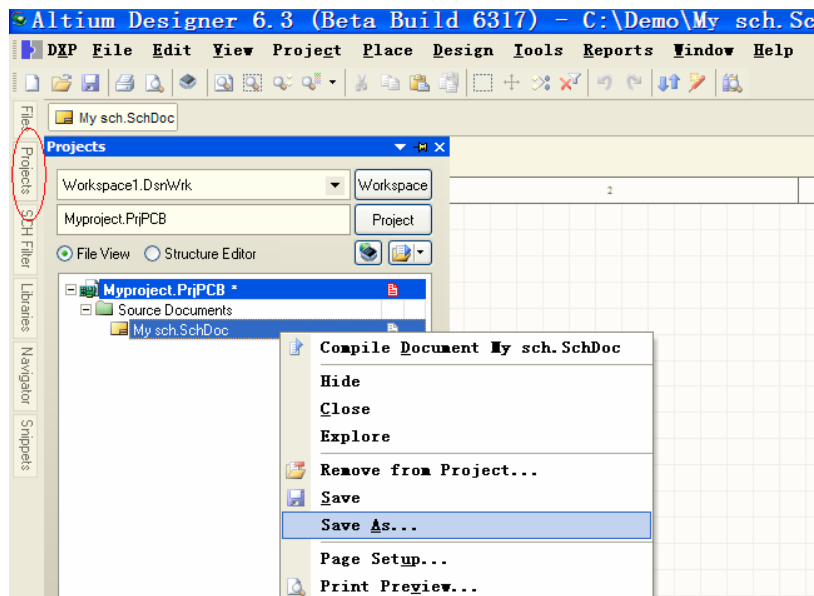 Altium Designer 6.3 (Beta Build 6317) - C:\Demo\My sch.Sc
DXP File Edit View Project Place Design Tools Reports Window Help
Files
Projects
SCH Filter
Libraries
Navigator
Snippets
My sch.SchDoc
Projects
Workspace1.DsnWrk Workspace
Myproject.PrjPCB Project
File View Structure Editor
Myproject.PrjPCB *
Source Documents
My sch.SchDoc
Compile Document My sch.SchDoc
Hide
Close
Explore
Remove from Project...
Save
Save As...
Page Setup...
Print Preview...
2